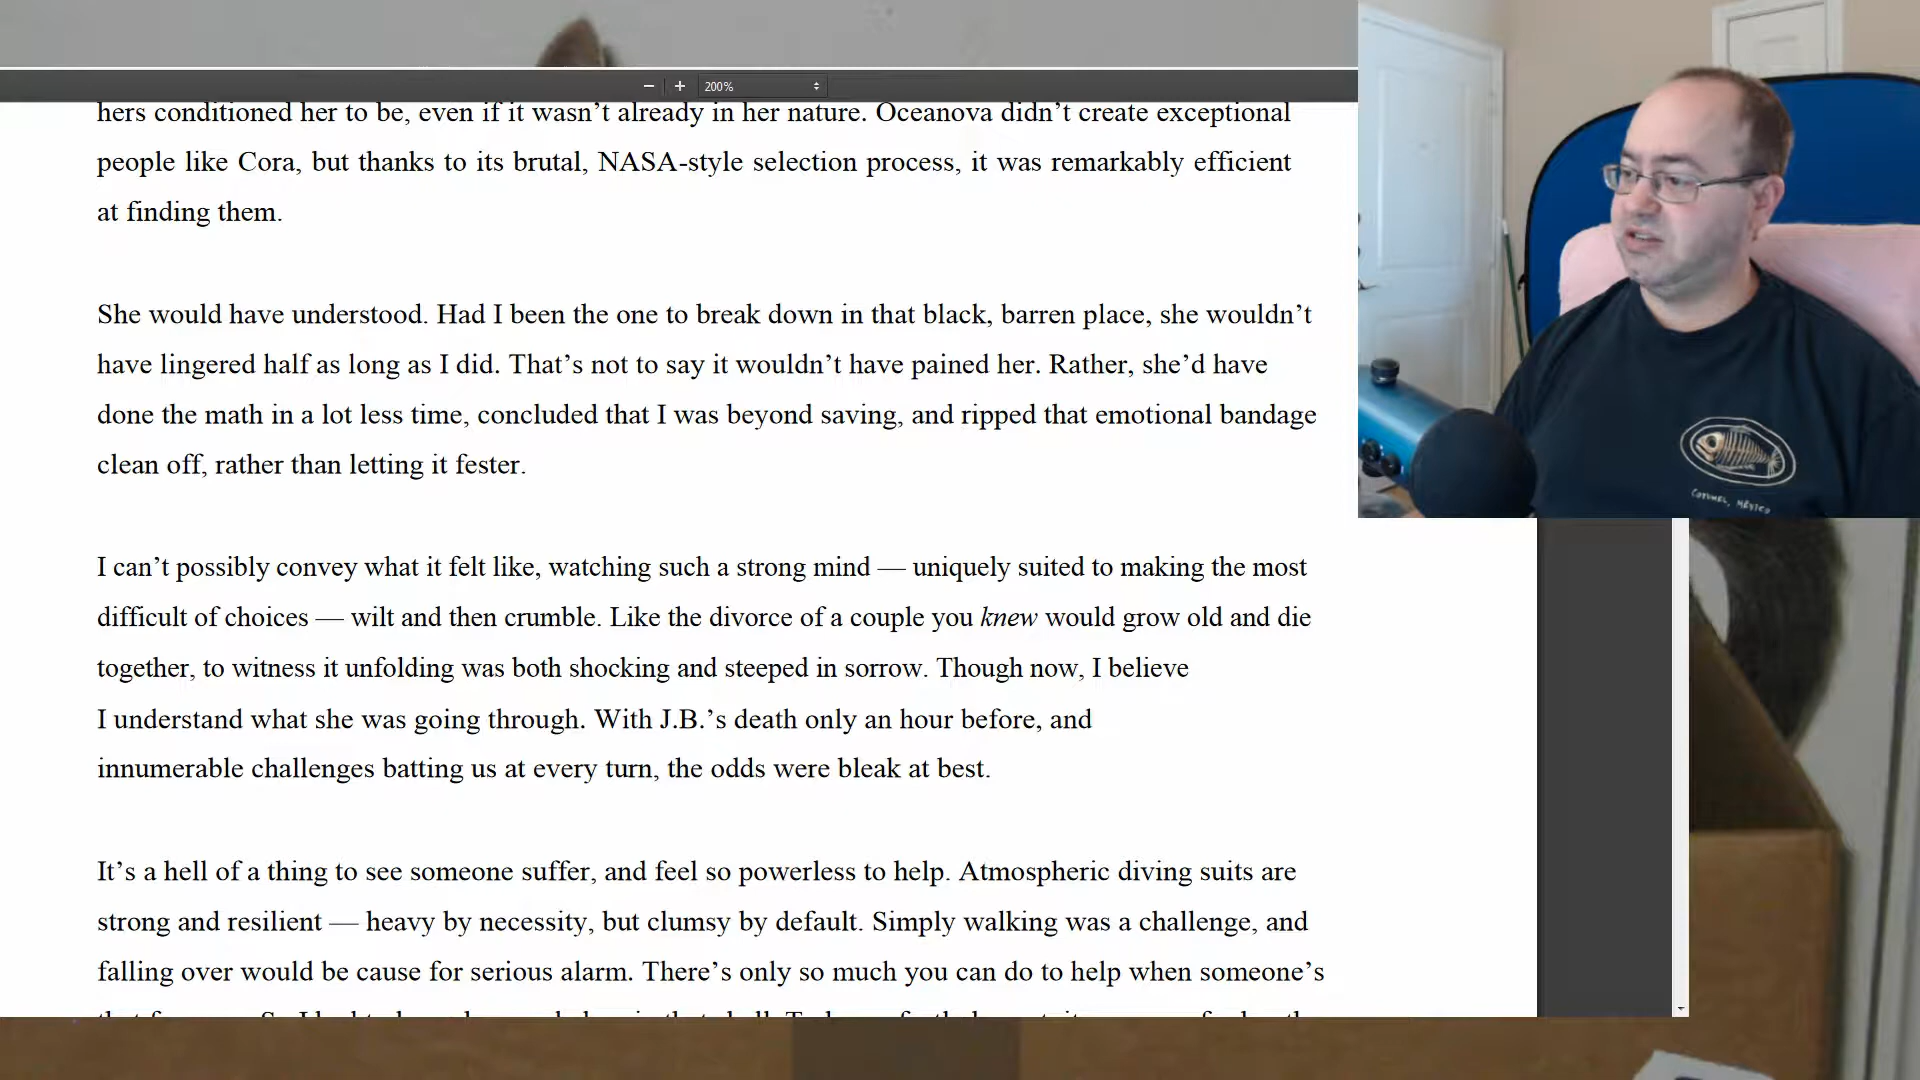 200%
hers conditioned her to be, even if it wasn’t already in her nature. Oceanova didn’t create exceptional
people like Cora, but thanks to its brutal, NASA-style selection process, it was remarkably efficient
at finding them.
She would have understood. Had I been the one to break down in that black, barren place, she wouldn’t
have lingered half as long as I did. That’s not to say it wouldn’t have pained her. Rather, she’d have
done the math in a lot less time, concluded that I was beyond saving, and ripped that emotional bandage
clean off, rather than letting it fester.
I can’t possibly convey what it felt like, watching such a strong mind — uniquely suited to making the most
difficult of choices — wilt and then crumble. Like the divorce of a couple you knew would grow old and die
together, to witness it unfolding was both shocking and steeped in sorrow. Though now, I believe
I understand what she was going through. With J.B.’s death only an hour before, and
innumerable challenges batting us at every turn, the odds were bleak at best.
It’s a hell of a thing to see someone suffer, and feel so powerless to help. Atmospheric diving suits are
strong and resilient — heavy by necessity, but clumsy by default. Simply walking was a challenge, and
falling over would be cause for serious alarm. There’s only so much you can do to help when someone’s
COZUMEL, MÉXICO